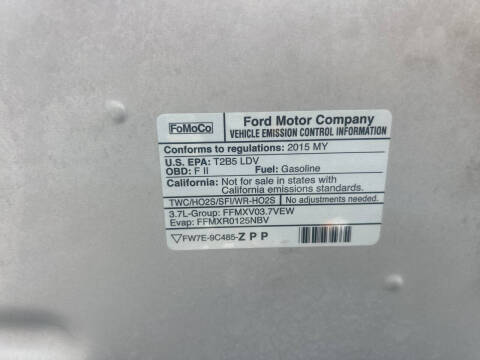 FoMoCo
Ford Motor Company
VEHICLE EMISSION CONTROL INFORMATION
Conforms to regulations: 2015 MY
U.S. EPA: T2B5 LDV
OBD: F II Fuel: Gasoline
California: Not for sale in states with
California emissions standards.
TWC/HO2S/SFI/WR-HO2S No adjustments needed.
3.7L-Group: FFMXV03.7VEW
Evap: FFMXR0125NBV
FW7E-9C485-ZPP